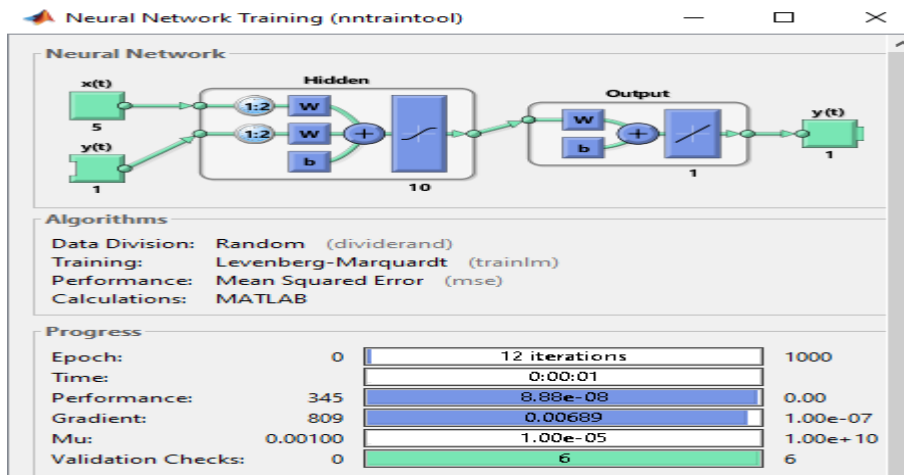 Neural Network Training (nntraintool)
Neural Network
Hidden
x(t)
1:2
W
Output
5
W
y(t)
y(t)
1:2
W
+
+
b
b
1
1
1
10
Algorithms
Data Division: Random (dividerand)
Training: Levenberg-Marquardt (trainlm)
Performance: Mean Squared Error (mse)
Calculations: MATLAB
Progress
Epoch: 0 12 iterations 1000
Time: 0:00:01
Performance: 345 8.88e-08 0.00
Gradient: 809 0.00689 1.00e-07
Mu: 0.00100 1.00e-05 1.00e+10
Validation Checks: 0 6 6